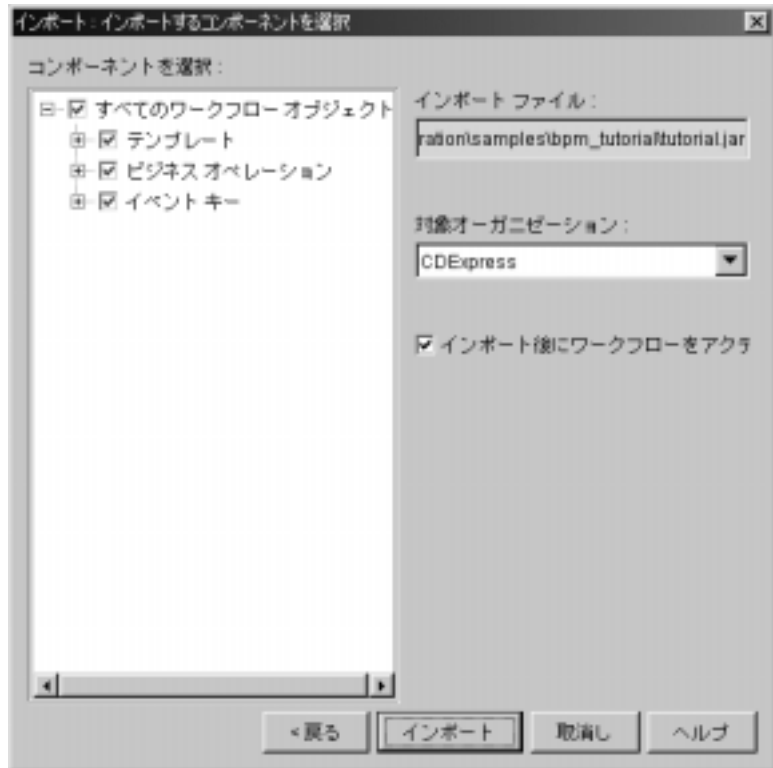 インポート : インポートするコンポーネントを選択
コンポーネントを選択 :
すべてのワークフロー オブジェクト
テンプレート
ビジネス オペレーション
イベント キー
インポート ファイル :
ration\samples\bpm_tutorial\tutorial.jar
対象オーガニゼーション :
CDExpress
インポート後にワークフローをアクテ
<戻る
インポート
取消し
ヘルプ